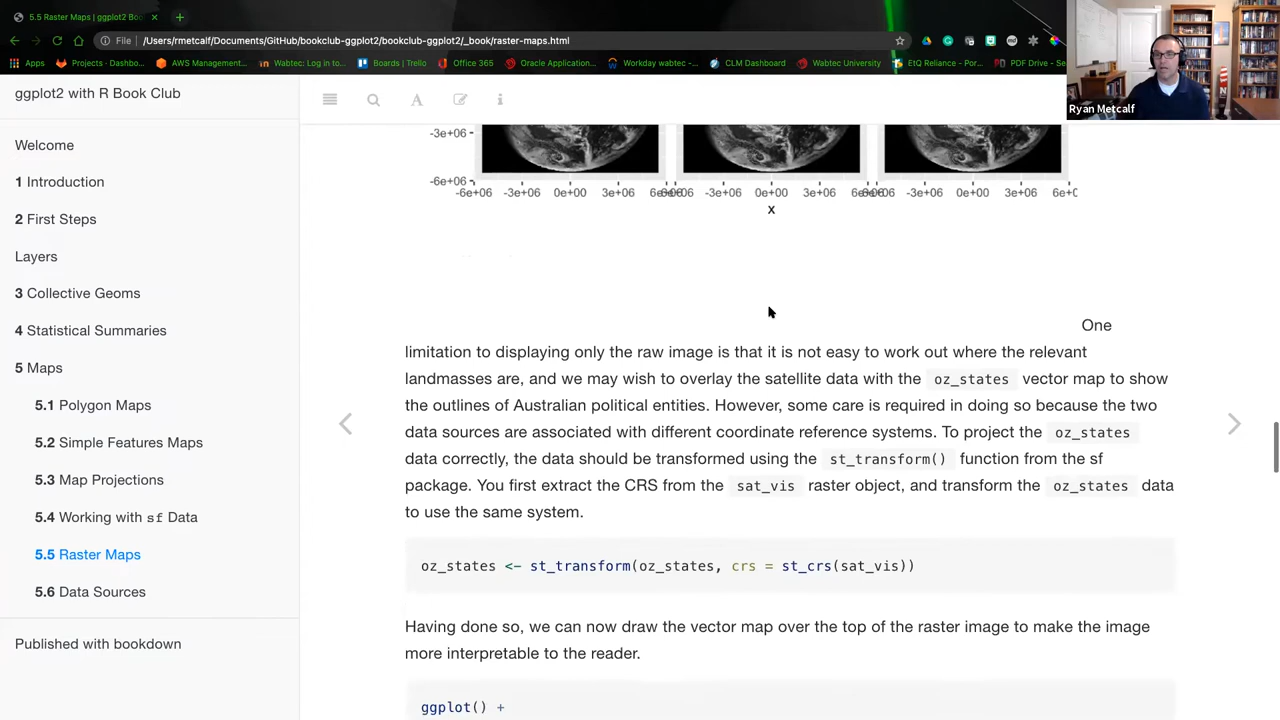 5.5 Raster Maps | ggplot2 Bo
File /Users/rmetcalf/Documents/GitHub/bookclub-ggplot2/bookclub-ggplot2/_book/raster-maps.html
Apps Projects - Dashbo... AWS Management... Wabtec: Log in to... Boards | Trello Office 365 Oracle Application... Workday wabtec -... CLM Dashboard Wabtec University EtQ Reliance - Por... PDF Drive - Se
Ryan Metcalf
ggplot2 with R Book Club
Welcome
1 Introduction
2 First Steps
Layers
3 Collective Geoms
4 Statistical Summaries
5 Maps
5.1 Polygon Maps
5.2 Simple Features Maps
5.3 Map Projections
5.4 Working with sf Data
5.5 Raster Maps
5.6 Data Sources
Published with bookdown
-3e+06
-6e+06
-6e+06 -3e+06 0e+00 3e+06 -3e+06 0e+00 3e+06 -3e+06 0e+00 3e+06
x
One
limitation to displaying only the raw image is that it is not easy to work out where the relevant
landmasses are, and we may wish to overlay the satellite data with the oz_states vector map to show
the outlines of Australian political entities. However, some care is required in doing so because the two
data sources are associated with different coordinate reference systems. To project the oz_states
data correctly, the data should be transformed using the st_transform() function from the sf
package. You first extract the CRS from the sat_vis raster object, and transform the oz_states data
to use the same system.
oz_states <- st_transform(oz_states, crs = st_crs(sat_vis))
Having done so, we can now draw the vector map over the top of the raster image to make the image
more interpretable to the reader.
ggplot() +